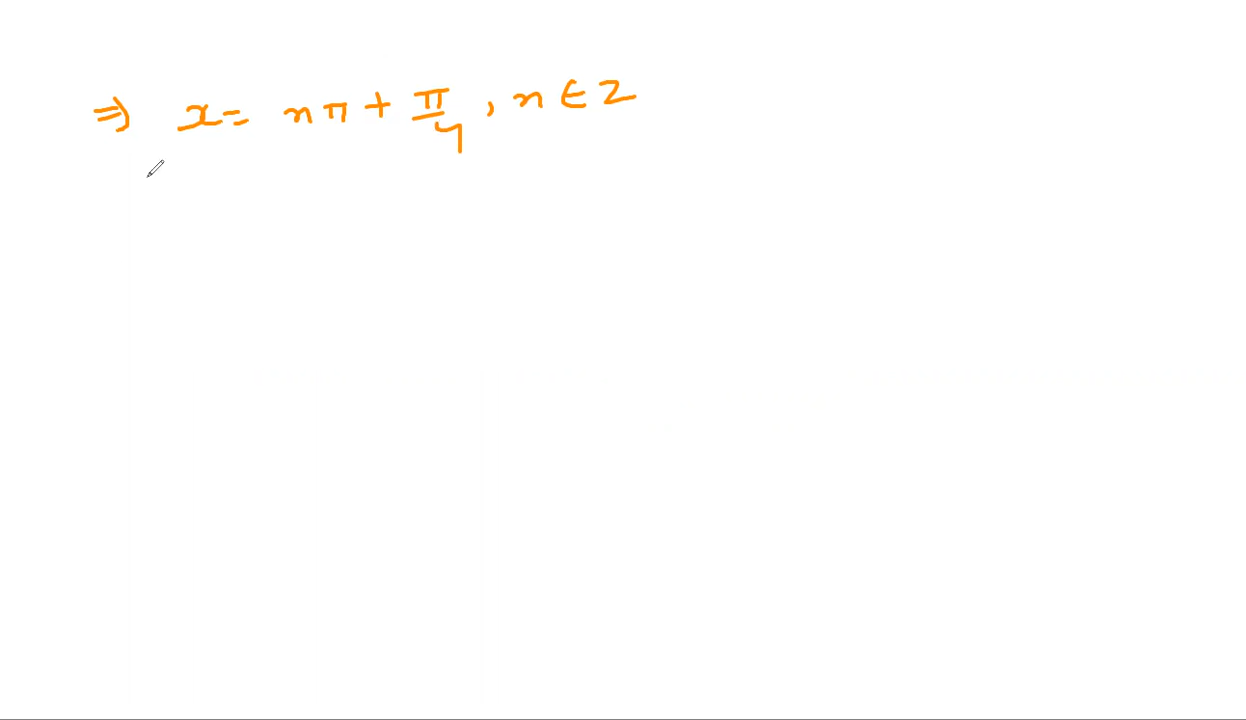 ⇒ x = nπ + π/4 , n ∈ Z